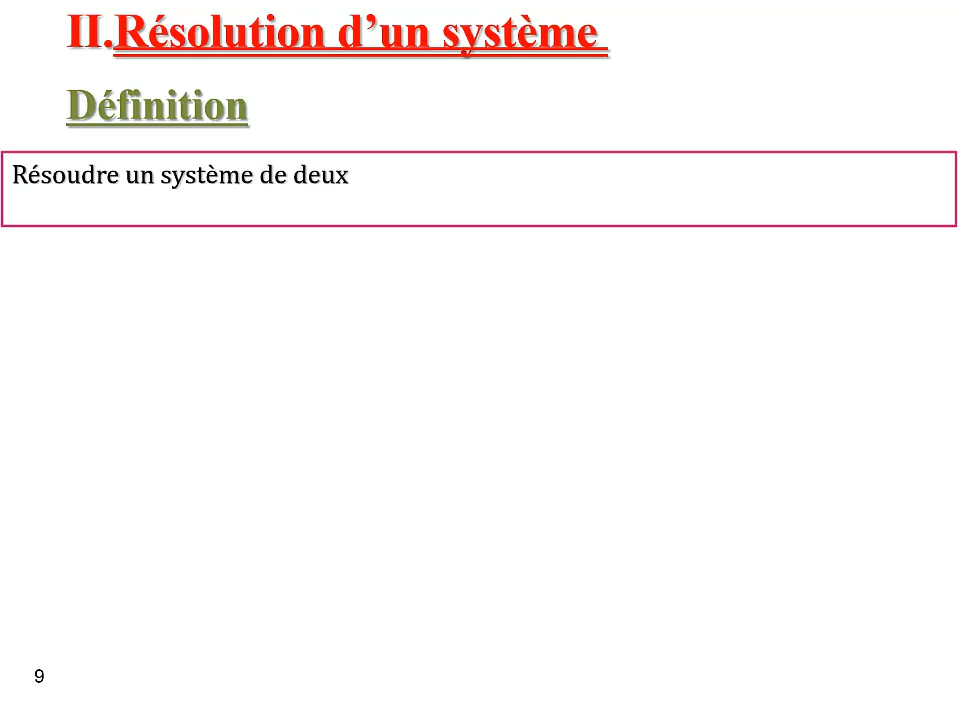 II.Résolution d’un système
Définition
Résoudre un système de deux
9